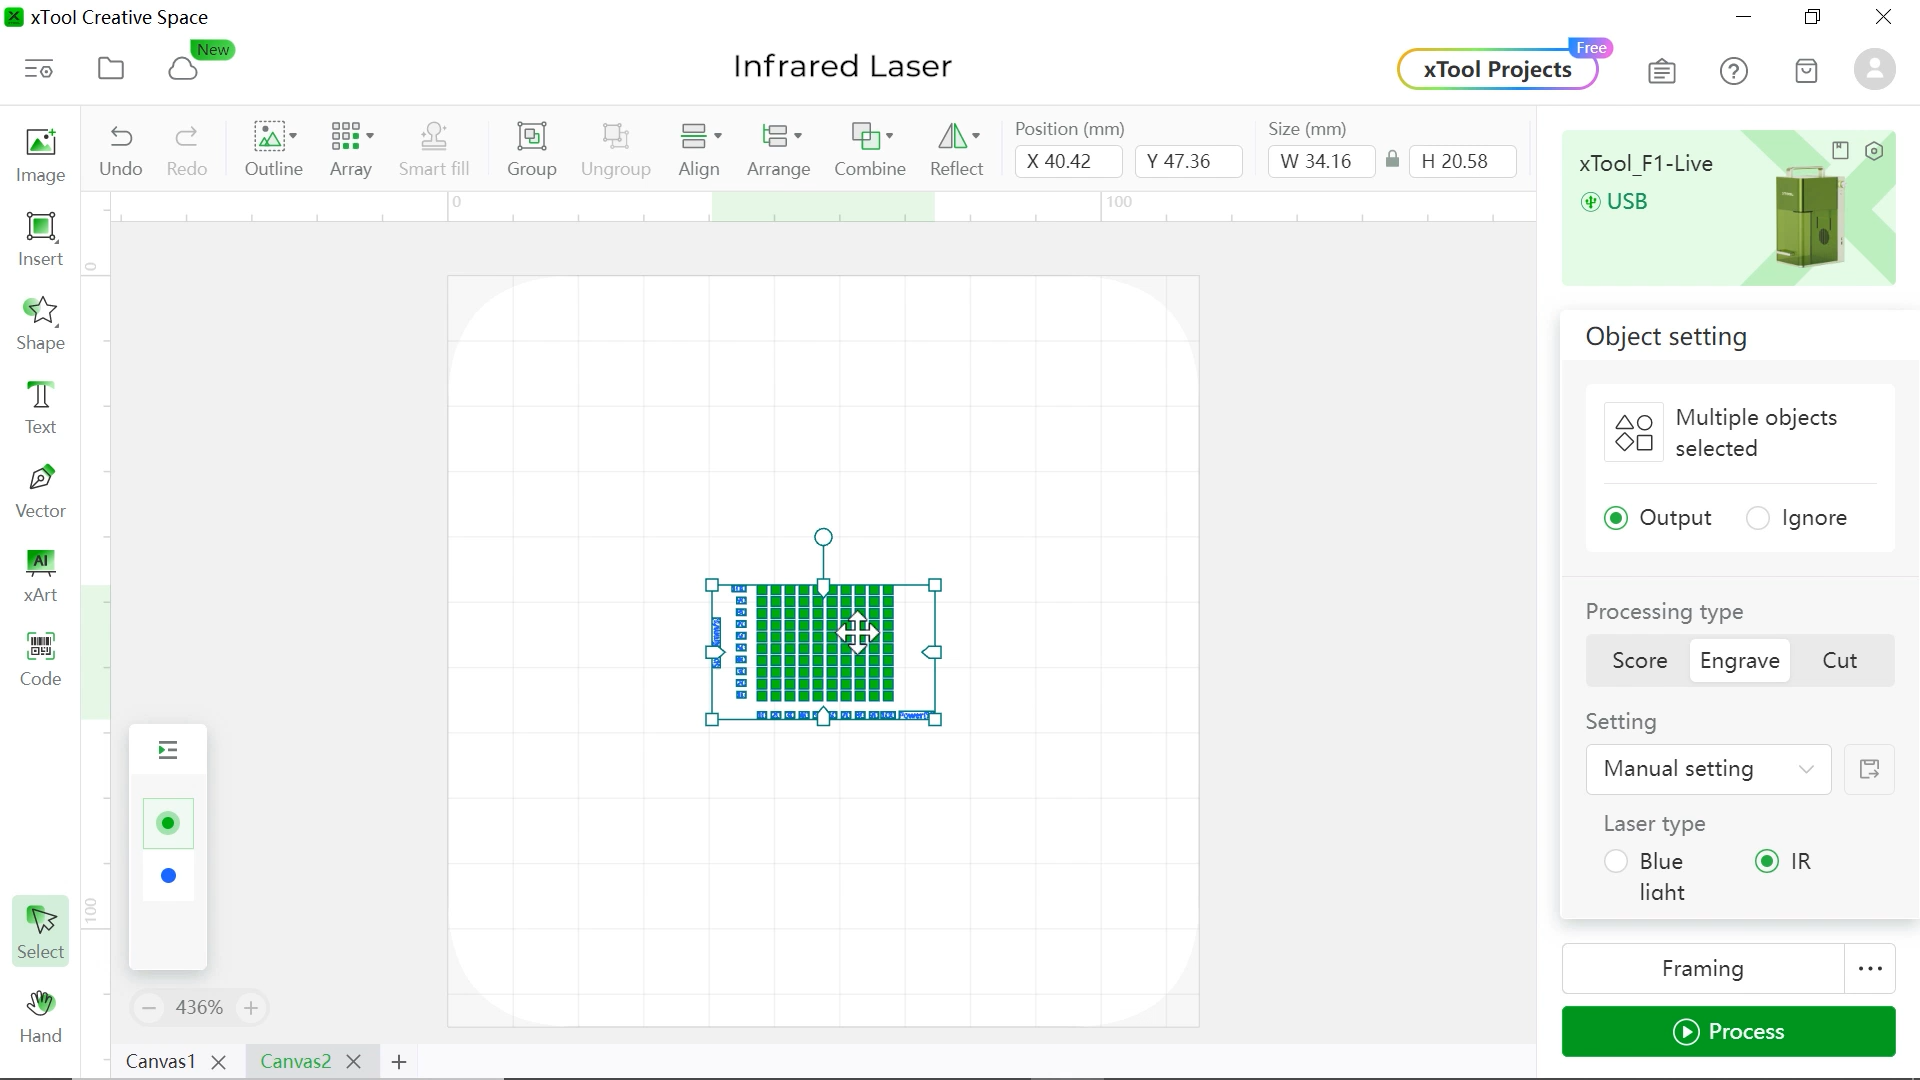 xTool Creative Space
New
Infrared Laser
Free
xTool Projects
Image
Insert
Shape
Text
Vector
AI
xArt
Code
Select
Hand
Undo
Redo
Outline
Array
Smart fill
Group
Ungroup
Align
Arrange
Combine
Reflect
Position (mm)
X 40.42
Y 47.36
Size (mm)
W 34.16
H 20.58
0
100
0
100
436%
Canvas1
Canvas2
xTool_F1-Live
USB
Object setting
Multiple objects
selected
Output
Ignore
Processing type
Score
Engrave
Cut
Setting
Manual setting
Laser type
Blue
light
IR
Framing
Process